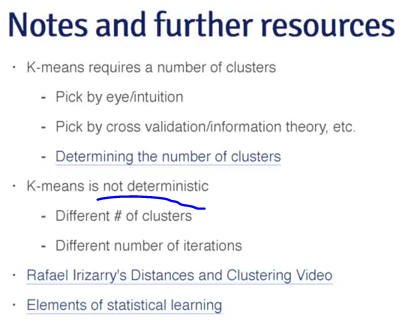 Notes and further resources
· K-means requires a number of clusters
- Pick by eye/intuition
- Pick by cross validation/information theory, etc.
- Determining the number of clusters
· K-means is not deterministic
- Different # of clusters
- Different number of iterations
· Rafael Irizarry's Distances and Clustering Video
· Elements of statistical learning